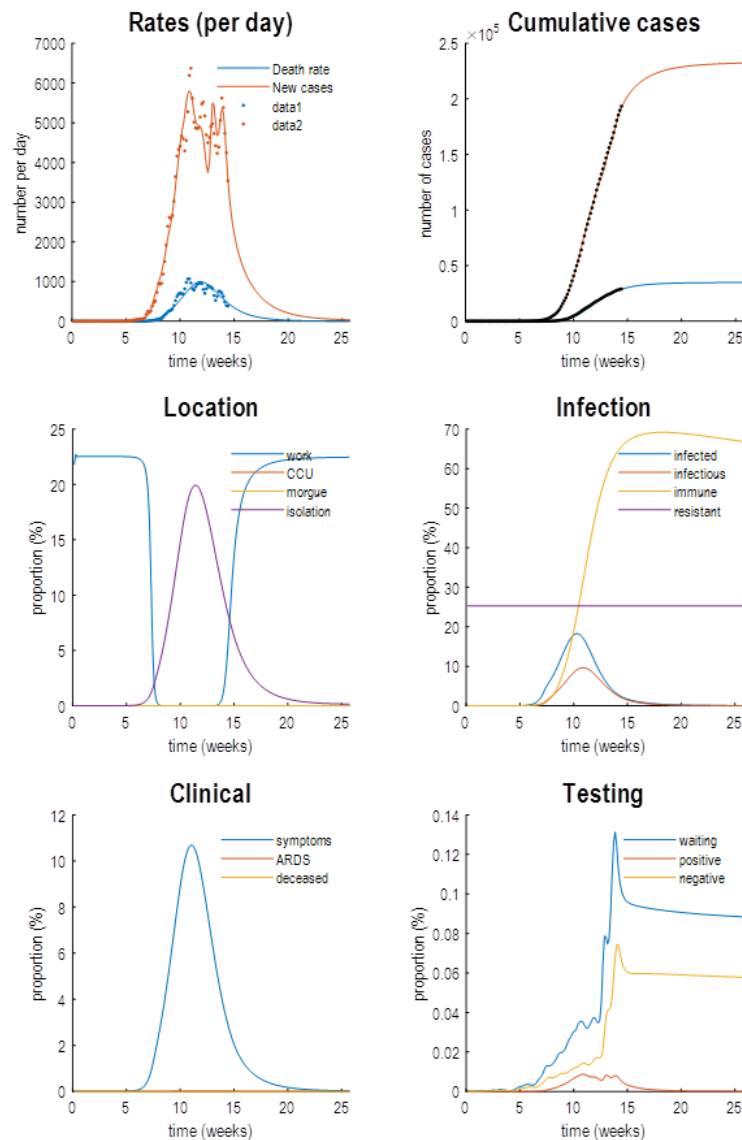 Rates (per day)
7000
6000
5000
4000
3000
2000
1000
0
number per day
Death rate
New cases
data1
data2
0 5 10 15 20 25
time (weeks)
Cumulative cases
×10⁵
2.5
2
1.5
1
0.5
0
number of cases
0 5 10 15 20 25
time (weeks)
Location
25
20
15
10
5
0
proportion (%)
work
CCU
morgue
isolation
0 5 10 15 20 25
time (weeks)
Infection
70
60
50
40
30
20
10
0
proportion (%)
infected
infectious
immune
resistant
0 5 10 15 20 25
time (weeks)
Clinical
12
10
8
6
4
2
0
proportion (%)
symptoms
ARDS
deceased
0 5 10 15 20 25
time (weeks)
Testing
0.14
0.12
0.1
0.08
0.06
0.04
0.02
0
proportion (%)
waiting
positive
negative
0 5 10 15 20 25
time (weeks)